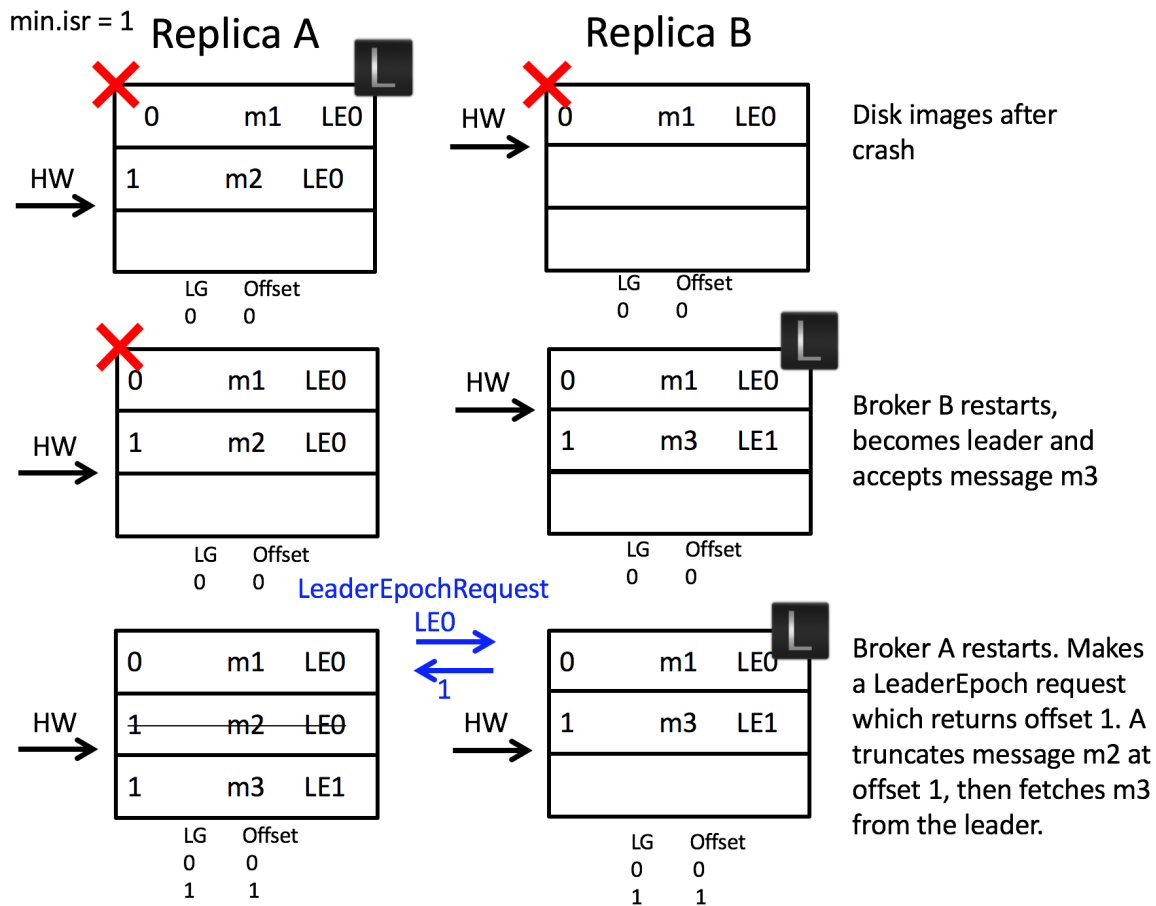 min.isr = 1
Replica A
Replica B
L
0 m1 LE0
HW
1 m2 LE0
LG Offset
0 0
HW
0 m1 LE0
LG Offset
0 0
Disk images after
crash
0 m1 LE0
HW
1 m2 LE0
LG Offset
0 0
L
HW
0 m1 LE0
1 m3 LE1
LG Offset
0 0
Broker B restarts,
becomes leader and
accepts message m3
LeaderEpochRequest
LE0
1
0 m1 LE0
HW
1 m2 LE0
1 m3 LE1
LG Offset
0 0
1 1
L
0 m1 LE0
HW
1 m3 LE1
LG Offset
0 0
1 1
Broker A restarts. Makes
a LeaderEpoch request
which returns offset 1. A
truncates message m2 at
offset 1, then fetches m3
from the leader.